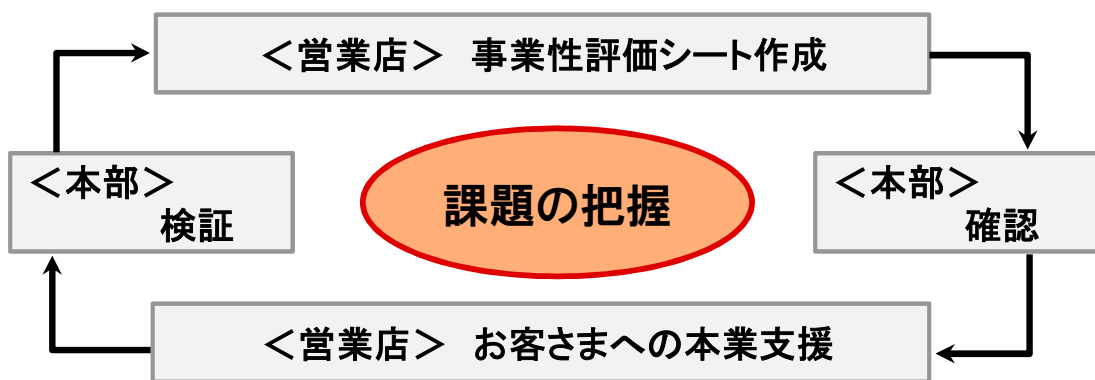 ＜営業店＞ 事業性評価シート作成
＜本部＞
検証
課題の把握
＜本部＞
確認
＜営業店＞ お客さまへの本業支援